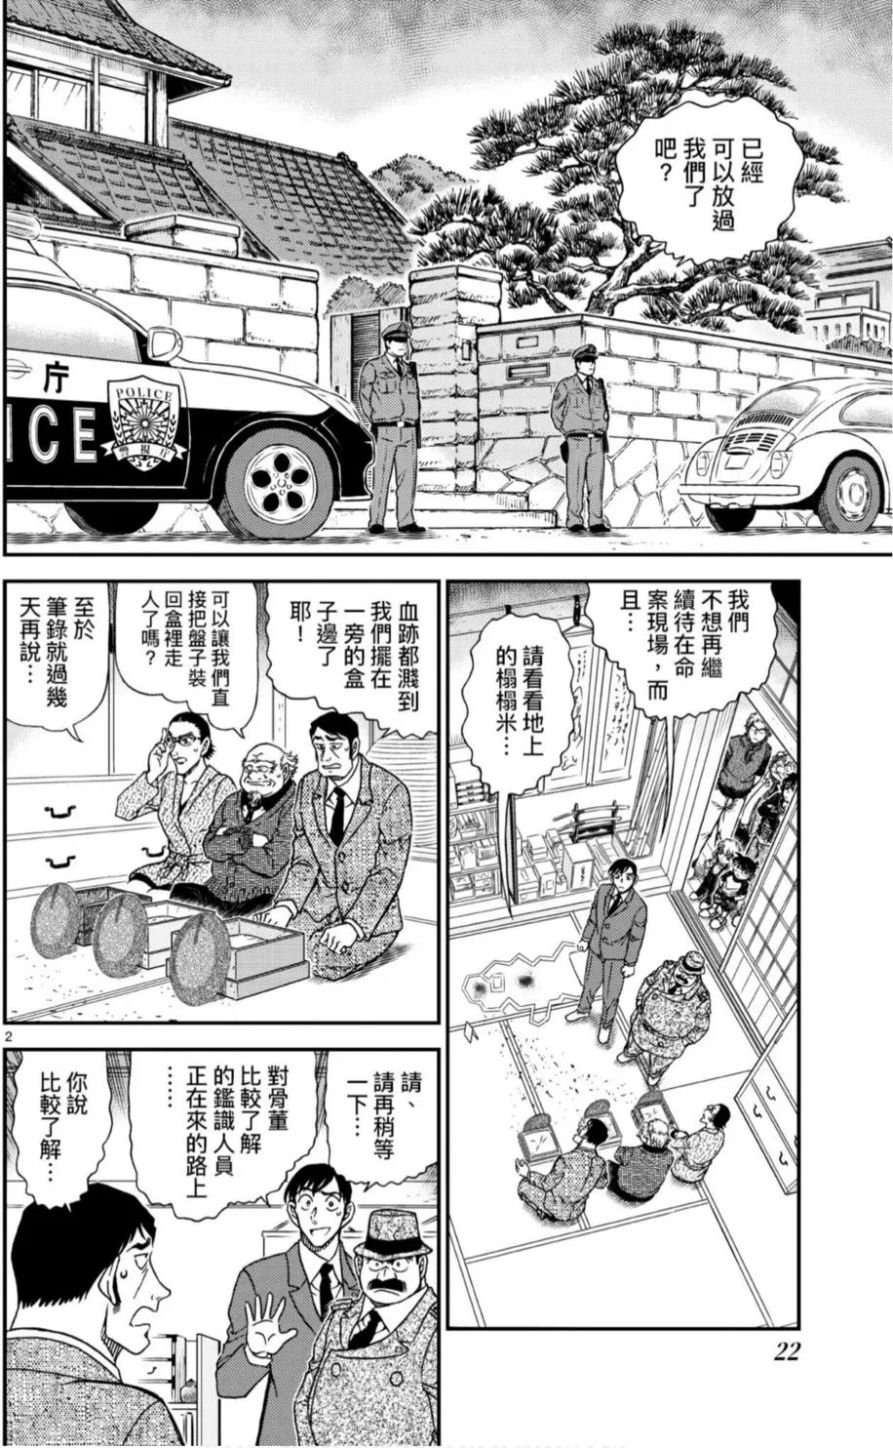 已經
可以放過
我們了
吧？
庁
POLICE
ICE
警視庁
我們
不想再繼
續待在命
案現場，而
且…
請看看地上
的榻榻米…
血跡都濺到
我們擺在
一旁的盒
子邊了
耶！
可以讓我們直
接把盤子裝
回盒裡走
人了嗎？
至於
筆錄就過幾
天再說…
2
請、
請再稍等
一下…
對骨董
比較了解
的鑑識人員
正在來的路上
……
你說
比較了解…
22